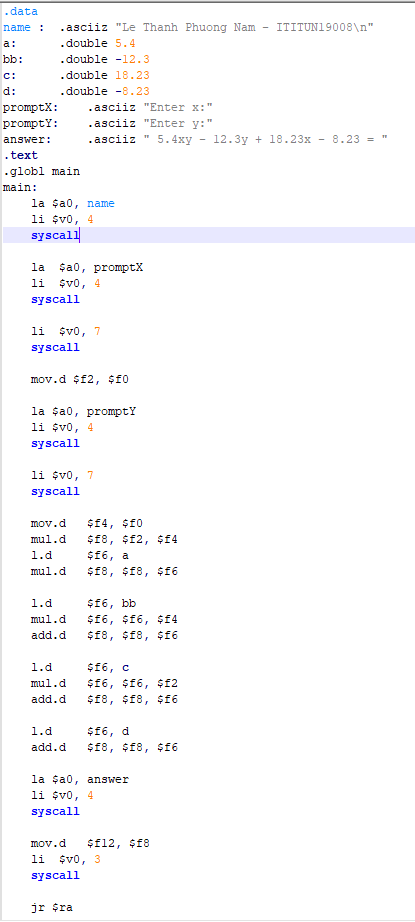 .data
name :  .asciiz "Le Thanh Phuong Nam - ITITUN19008\n"
a:      .double 5.4
bb:     .double -12.3
c:      .double 18.23
d:      .double -8.23
promptX:    .asciiz "Enter x:"
promptY:    .asciiz "Enter y:"
answer:     .asciiz " 5.4xy - 12.3y + 18.23x - 8.23 = "
.text
.globl main
main:
    la $a0, name
    li $v0, 4
    syscall

    la  $a0, promptX
    li  $v0, 4
    syscall

    li  $v0, 7
    syscall

    mov.d $f2, $f0

    la $a0, promptY
    li $v0, 4
    syscall

    li $v0, 7
    syscall

    mov.d   $f4, $f0
    mul.d   $f8, $f2, $f4
    l.d     $f6, a
    mul.d   $f8, $f8, $f6

    l.d     $f6, bb
    mul.d   $f6, $f6, $f4
    add.d   $f8, $f8, $f6

    l.d     $f6, c
    mul.d   $f6, $f6, $f2
    add.d   $f8, $f8, $f6

    l.d     $f6, d
    add.d   $f8, $f8, $f6

    la $a0, answer
    li $v0, 4
    syscall

    mov.d   $f12, $f8
    li  $v0, 3
    syscall

    jr $ra